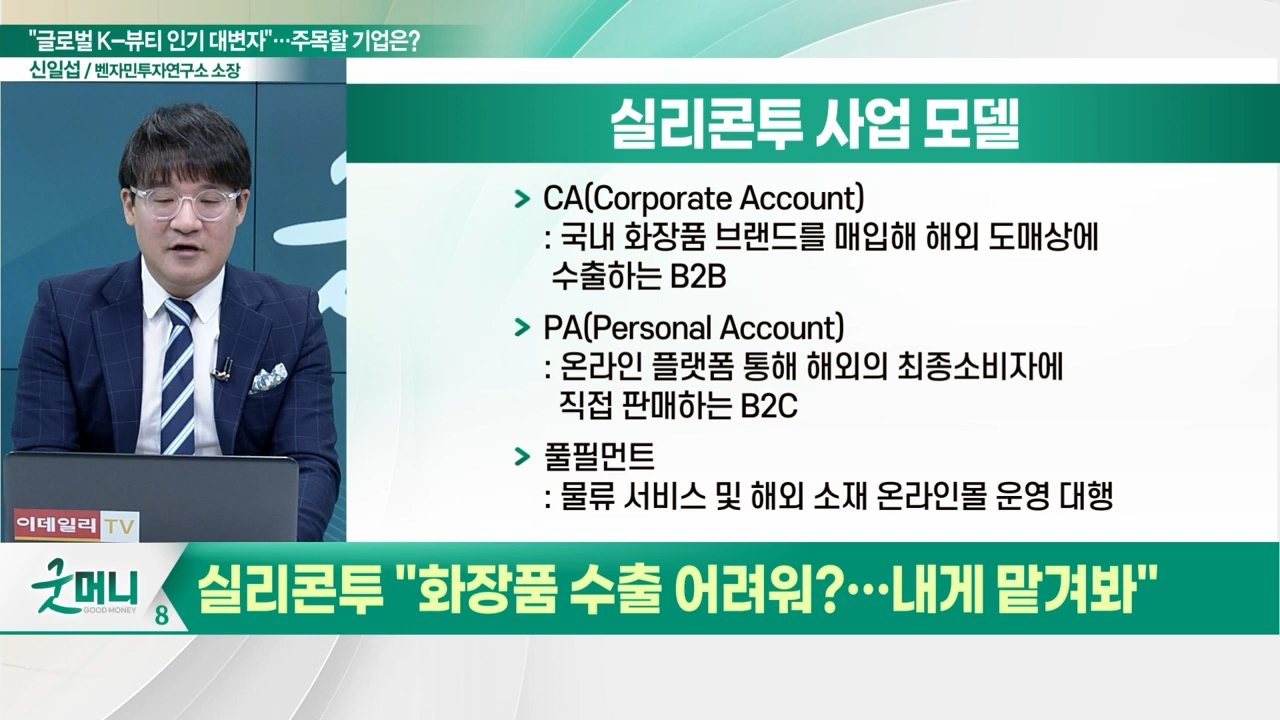 "글로벌 K-뷰티 인기 대변자"…주목할 기업은?
신일섭 / 벤자민투자연구소 소장
실리콘투 사업 모델
> CA(Corporate Account)
: 국내 화장품 브랜드를 매입해 해외 도매상에
수출하는 B2B
> PA(Personal Account)
: 온라인 플랫폼 통해 해외의 최종소비자에
직접 판매하는 B2C
> 풀필먼트
: 물류 서비스 및 해외 소재 온라인몰 운영 대행
이데일리 TV
굿머니
GOOD MONEY
8
실리콘투 "화장품 수출 어려워?…내게 맡겨봐"